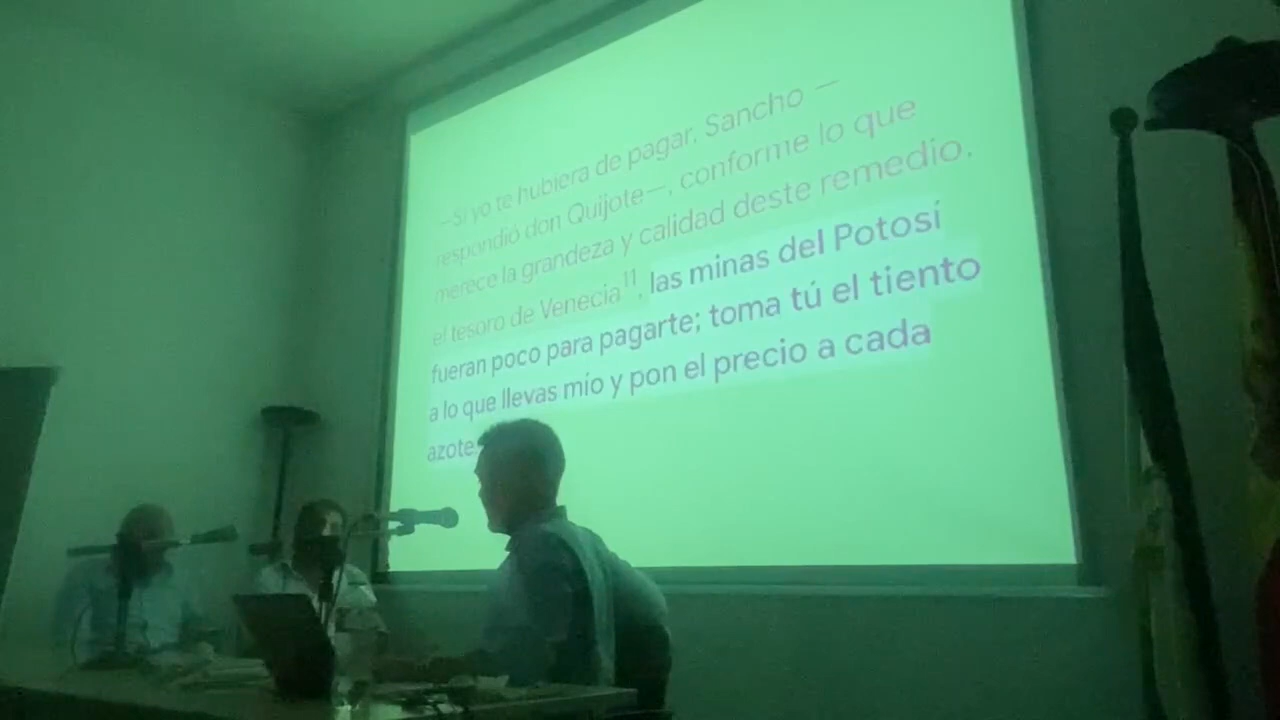 —Si yo te hubiera de pagar, Sancho —
respondió don Quijote—, conforme lo que
merece la grandeza y calidad deste remedio,
el tesoro de Venecia11, las minas del Potosí
fueran poco para pagarte; toma tú el tiento
a lo que llevas mío y pon el precio a cada
azote.